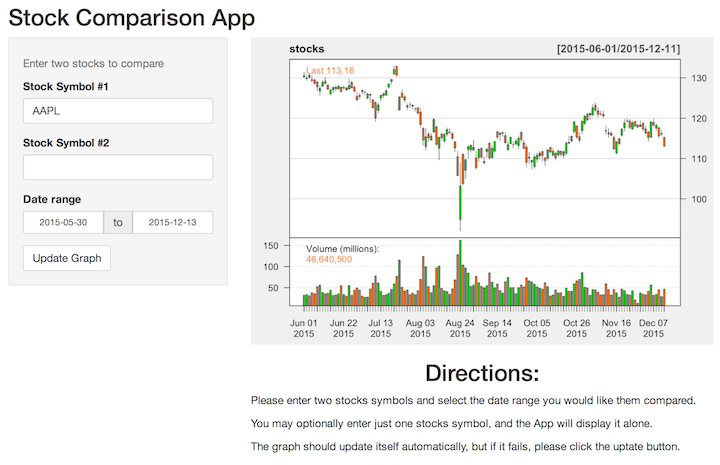 Stock Comparison App
Enter two stocks to compare
Stock Symbol #1
AAPL
Stock Symbol #2
Date range
2015-05-30 to 2015-12-13
Update Graph
stocks [2015-06-01/2015-12-11]
Last 113.18
130
120
110
100
Volume (millions):
46,640,500
150
100
50
Jun 01 Jun 22 Jul 13 Aug 03 Aug 24 Sep 14 Oct 05 Oct 26 Nov 16 Dec 07
2015 2015 2015 2015 2015 2015 2015 2015 2015 2015
Directions:
Please enter two stocks symbols and select the date range you would like them compared.
You may optionally enter just one stocks symbol, and the App will display it alone.
The graph should update itself automatically, but if it fails, please click the uptate button.